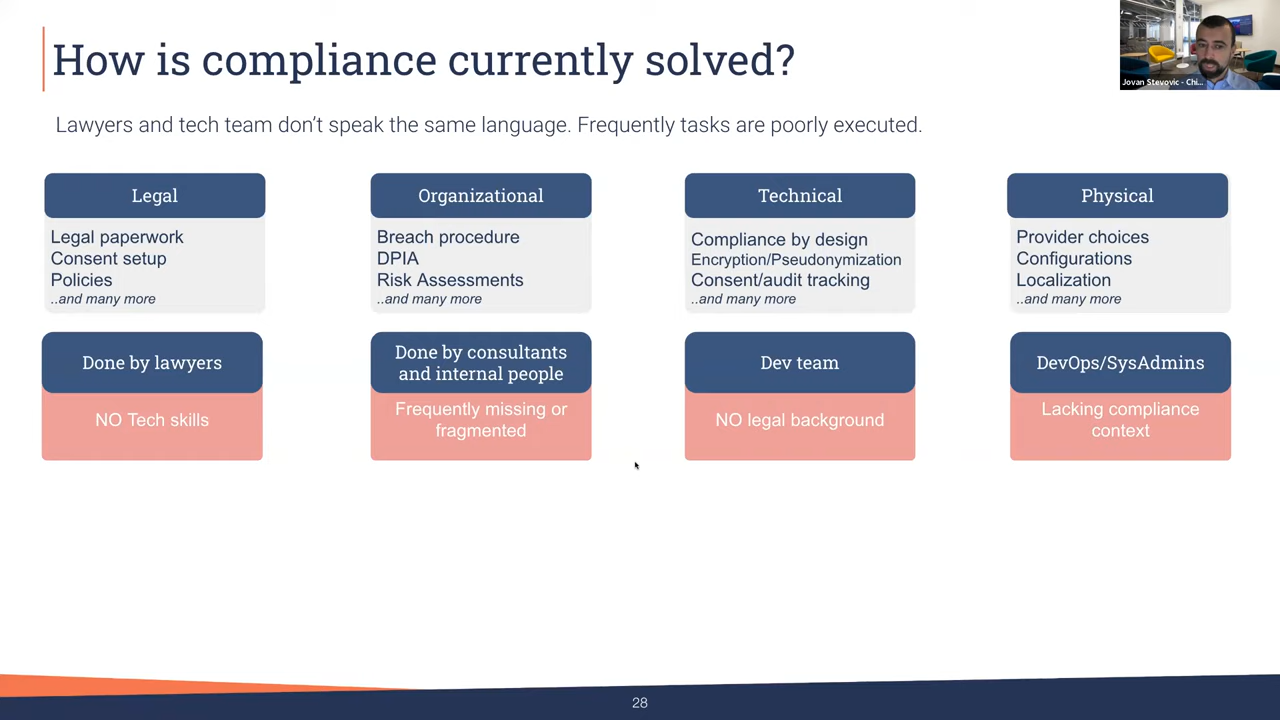 How is compliance currently solved?
Jovan Stevovic - Chi...
Lawyers and tech team don't speak the same language. Frequently tasks are poorly executed.
Legal
Legal paperwork
Consent setup
Policies
..and many more
Organizational
Breach procedure
DPIA
Risk Assessments
..and many more
Technical
Compliance by design
Encryption/Pseudonymization
Consent/audit tracking
..and many more
Physical
Provider choices
Configurations
Localization
..and many more
Done by lawyers
NO Tech skills
Done by consultants
and internal people
Frequently missing or
fragmented
Dev team
NO legal background
DevOps/SysAdmins
Lacking compliance
context
28